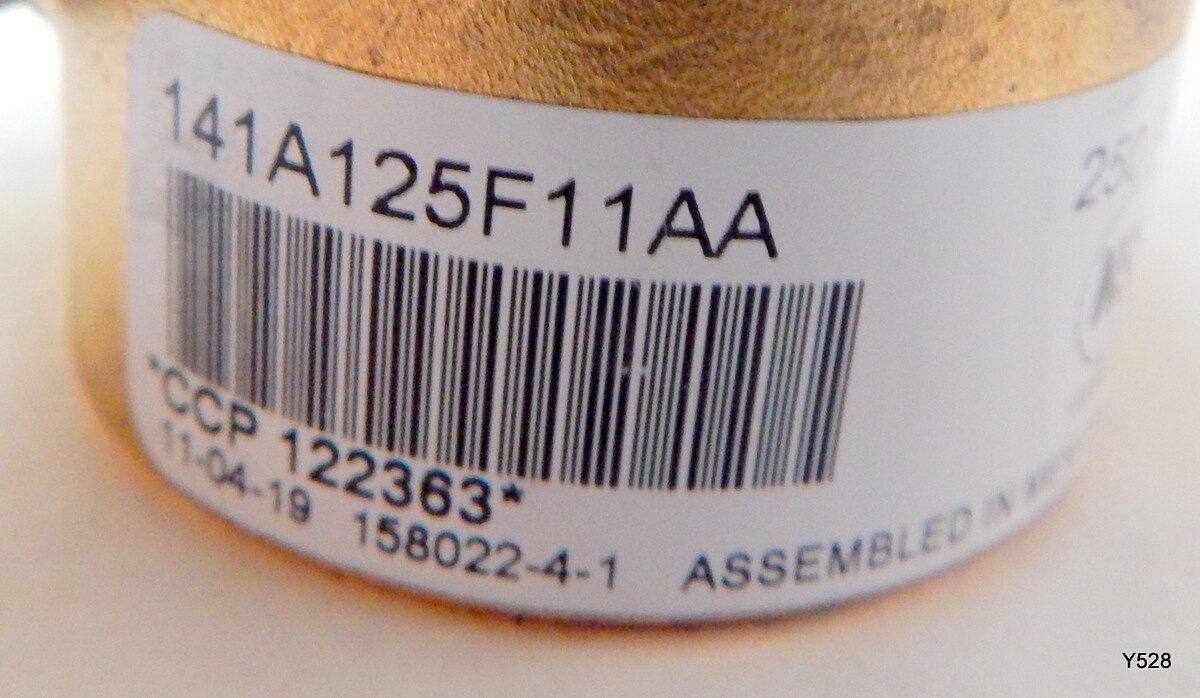 141A125F11AA
*CCP 122363*
11-04-19 158022-4-1
ASSEMBLED IN
Y528